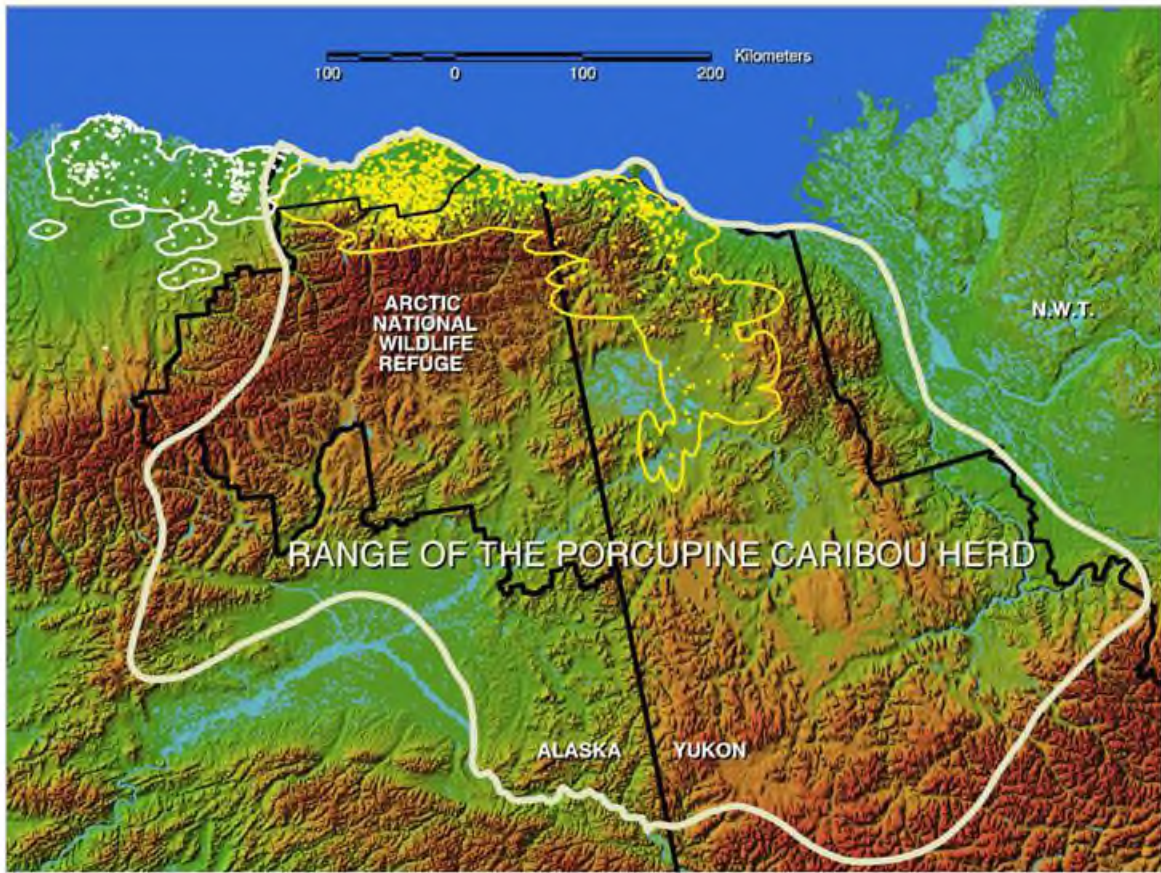 Kilometers
100 0 100 200
ARCTIC
NATIONAL
WILDLIFE
REFUGE
N.W.T.
RANGE OF THE PORCUPINE CARIBOU HERD
ALASKA YUKON